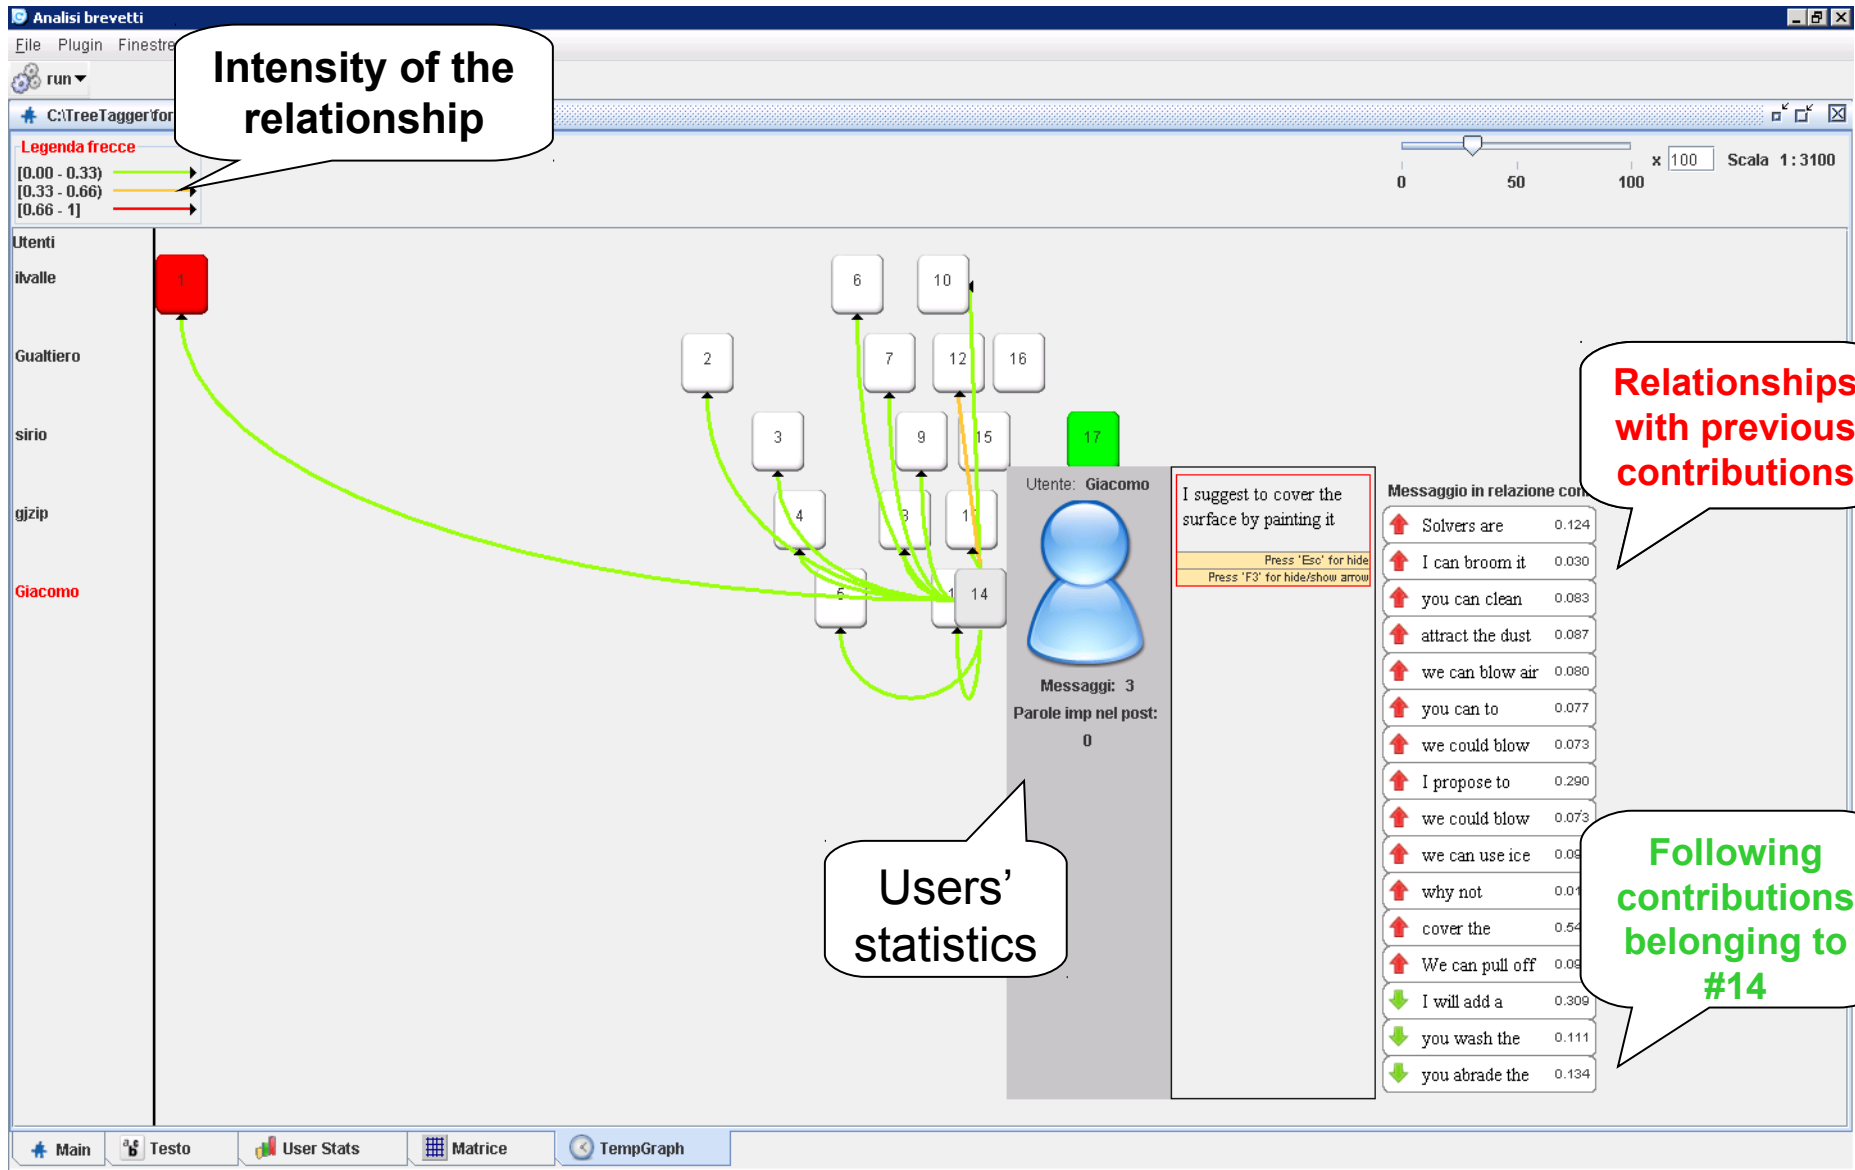 Analisi brevetti
File Plugin Finestre
run
C:\TreeTagger\for
Intensity of the
relationship
Legenda frecce
[0.00 - 0.33)
[0.33 - 0.66)
[0.66 - 1]
0
50
100
x 100 Scala 1 : 3100
Utenti
ilvalle
1
6
10
Gualtiero
2
7
12
16
sirio
3
9
15
17
gjzip
4
Giacomo
14
Utente: Giacomo
Messaggi: 3
Parole imp nel post:
0
I suggest to cover the
surface by painting it
Press 'Esc' for hide
Press 'F3' for hide/show arrow
Relationships
with previous
contributions
Messaggio in relazione con
Solvers are 0.124
I can broom it 0.030
you can clean 0.083
attract the dust 0.087
we can blow air 0.080
you can to 0.077
we could blow 0.073
I propose to 0.290
we could blow 0.073
we can use ice
why not
cover the
We can pull off
I will add a 0.309
you wash the 0.111
you abrade the 0.134
Users'
statistics
Following
contributions
belonging to
#14
Main
Testo
User Stats
Matrice
TempGraph